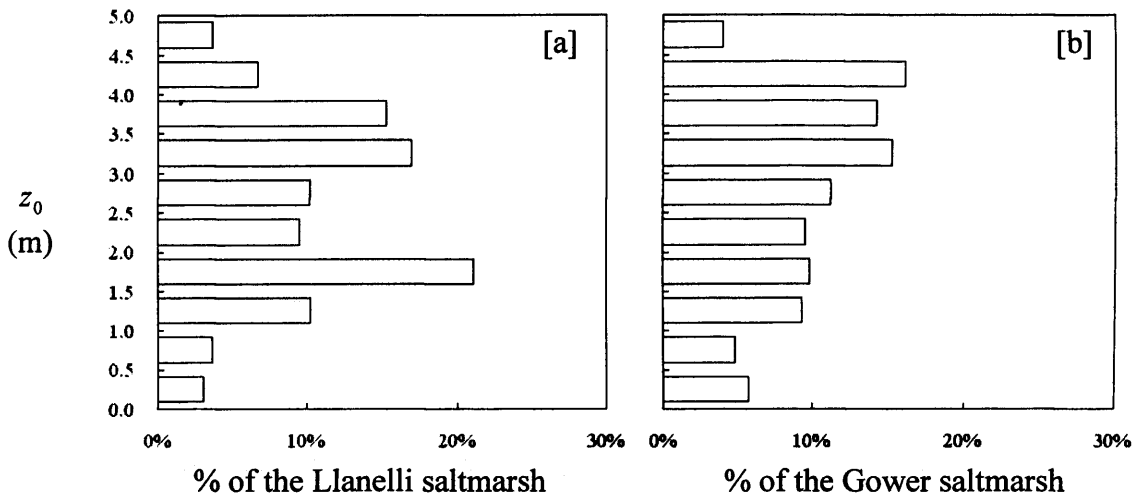 [a]
[b]
5.0
4.5
4.0
3.5
3.0
2.5
2.0
1.5
1.0
0.5
0.0
z₀
(m)
0% 10% 20% 30%
0% 10% 20% 30%
% of the Llanelli saltmarsh
% of the Gower saltmarsh